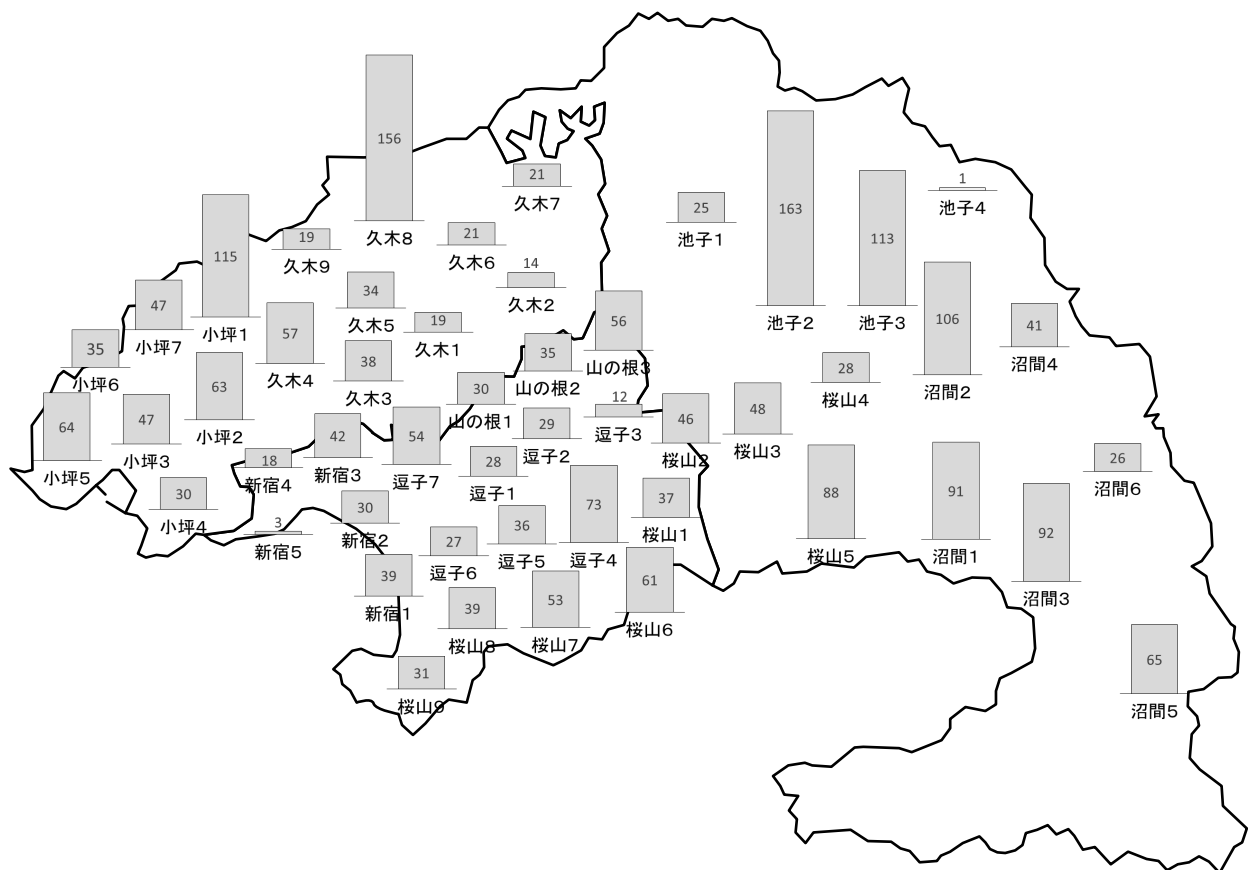 156
久木8
21
久木7
163
池子2
113
池子3
1
池子4
25
池子1
115
小坪1
19
久木9
21
久木6
14
久木2
34
久木5
19
久木1
47
小坪7
57
久木4
38
久木3
35
小坪6
63
小坪2
64
小坪5
47
小坪3
30
小坪4
56
山の根3
35
山の根2
30
山の根1
106
沼間2
41
沼間4
28
桜山4
48
桜山3
46
桜山2
12
逗子3
29
逗子2
28
逗子1
54
逗子7
42
新宿3
18
新宿4
3
新宿5
30
新宿2
39
新宿1
27
逗子6
36
逗子5
73
逗子4
37
桜山1
88
桜山5
91
沼間1
92
沼間3
26
沼間6
65
沼間5
61
桜山6
53
桜山7
39
桜山8
31
桜山9